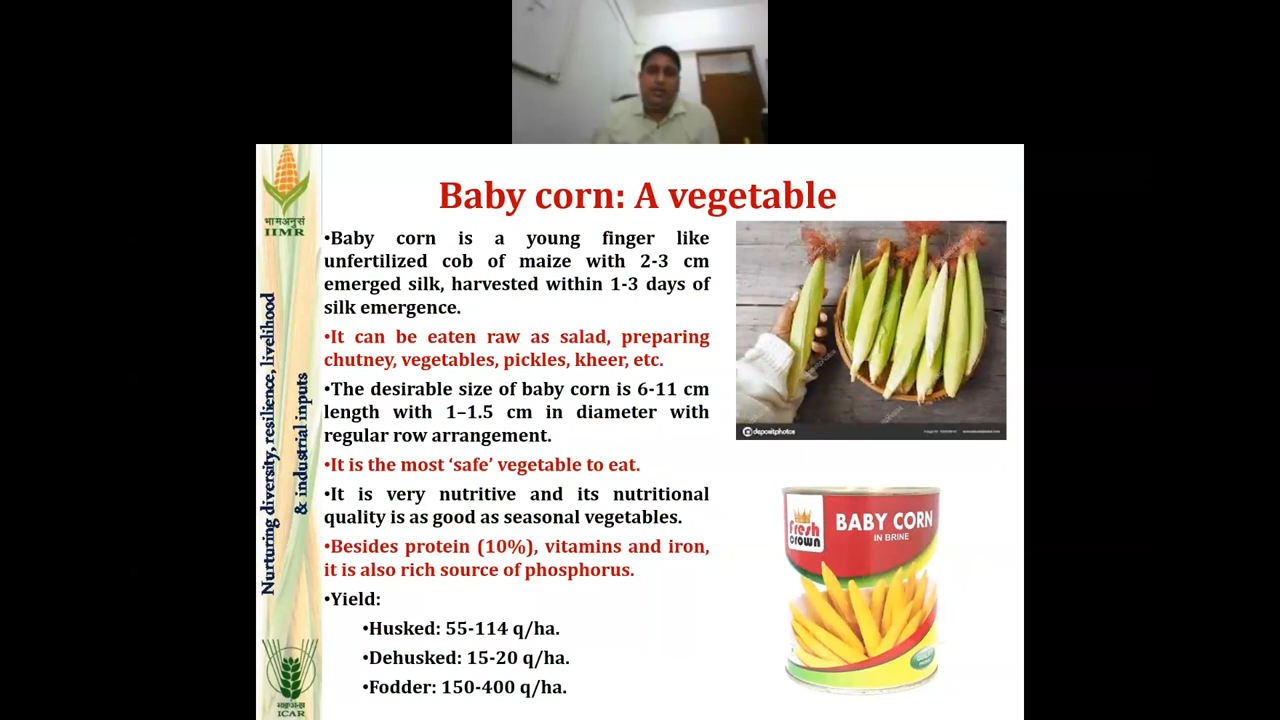 Baby corn: A vegetable
भा म अनु सं
IIMR
Nurturing diversity, resilience, livelihood
& industrial inputs
•Baby corn is a young finger like
unfertilized cob of maize with 2-3 cm
emerged silk, harvested within 1-3 days of
silk emergence.
•It can be eaten raw as salad, preparing
chutney, vegetables, pickles, kheer, etc.
•The desirable size of baby corn is 6-11 cm
length with 1–1.5 cm in diameter with
regular row arrangement.
•It is the most ‘safe’ vegetable to eat.
•It is very nutritive and its nutritional
quality is as good as seasonal vegetables.
•Besides protein (10%), vitamins and iron,
it is also rich source of phosphorus.
•Yield:
•Husked: 55-114 q/ha.
•Dehusked: 15-20 q/ha.
•Fodder: 150-400 q/ha.
depositphotos
Fresh
Crown
BABY CORN
IN BRINE
ICAR